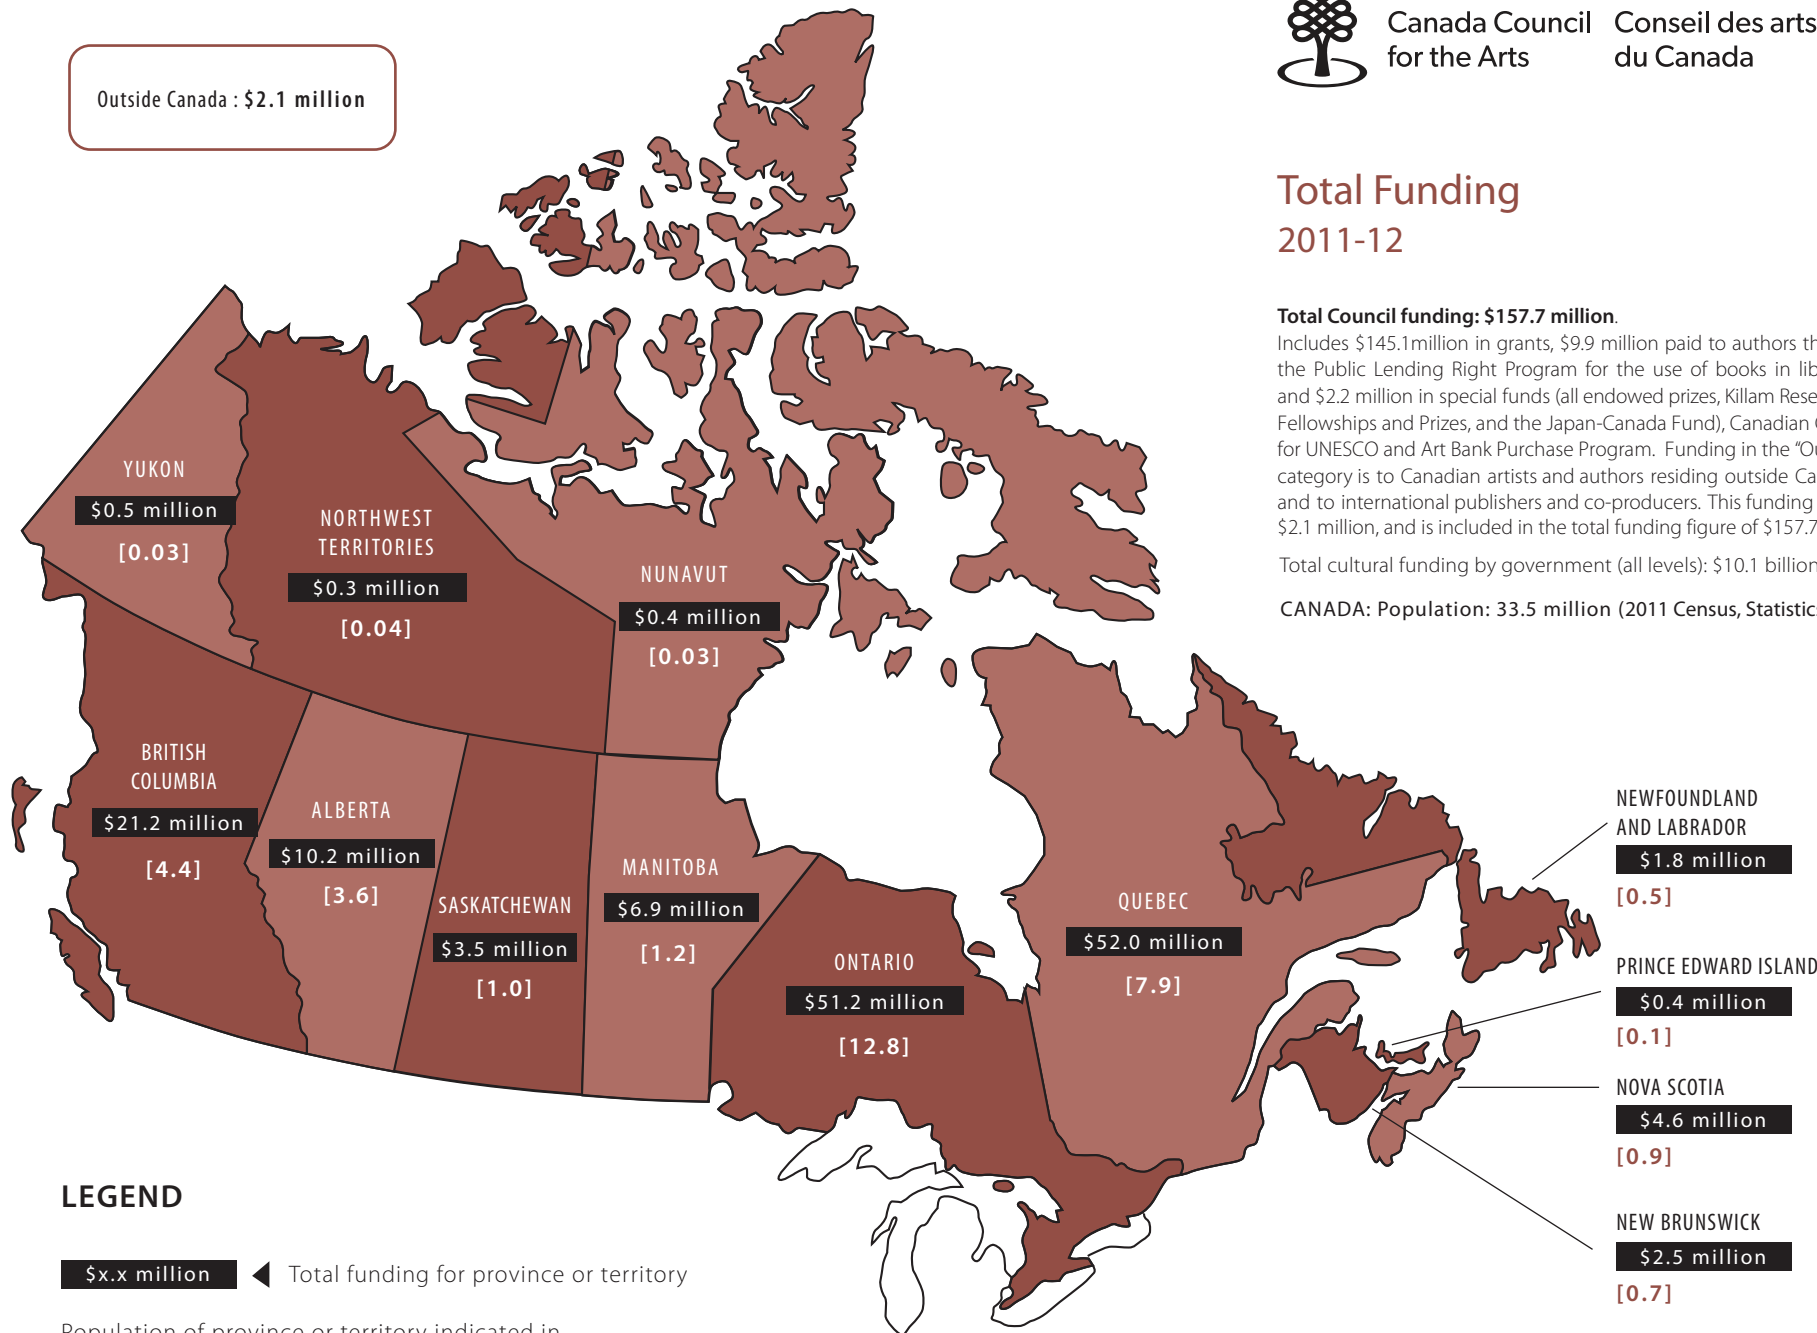 Outside Canada : $2.1 million
Canada Council
for the Arts
Conseil des arts
du Canada
Total Funding
2011-12
Total Council funding: $157.7 million.
Includes $145.1million in grants, $9.9 million paid to authors th
the Public Lending Right Program for the use of books in lib
and $2.2 million in special funds (all endowed prizes, Killam Rese
Fellowships and Prizes, and the Japan-Canada Fund), Canadian
for UNESCO and Art Bank Purchase Program. Funding in the “Ou
category is to Canadian artists and authors residing outside Ca
and to international publishers and co-producers. This funding
$2.1 million, and is included in the total funding figure of $157.7
Total cultural funding by government (all levels): $10.1 billion
CANADA: Population: 33.5 million (2011 Census, Statistic
YUKON
$0.5 million
[0.03]
NORTHWEST
TERRITORIES
$0.3 million
[0.04]
NUNAVUT
$0.4 million
[0.03]
BRITISH
COLUMBIA
$21.2 million
[4.4]
ALBERTA
$10.2 million
[3.6]
SASKATCHEWAN
$3.5 million
[1.0]
MANITOBA
$6.9 million
[1.2]
ONTARIO
$51.2 million
[12.8]
QUEBEC
$52.0 million
[7.9]
NEWFOUNDLAND
AND LABRADOR
$1.8 million
[0.5]
PRINCE EDWARD ISLAND
$0.4 million
[0.1]
NOVA SCOTIA
$4.6 million
[0.9]
NEW BRUNSWICK
$2.5 million
[0.7]
LEGEND
$x.x million
Total funding for province or territory
Population of province or territory indicated in